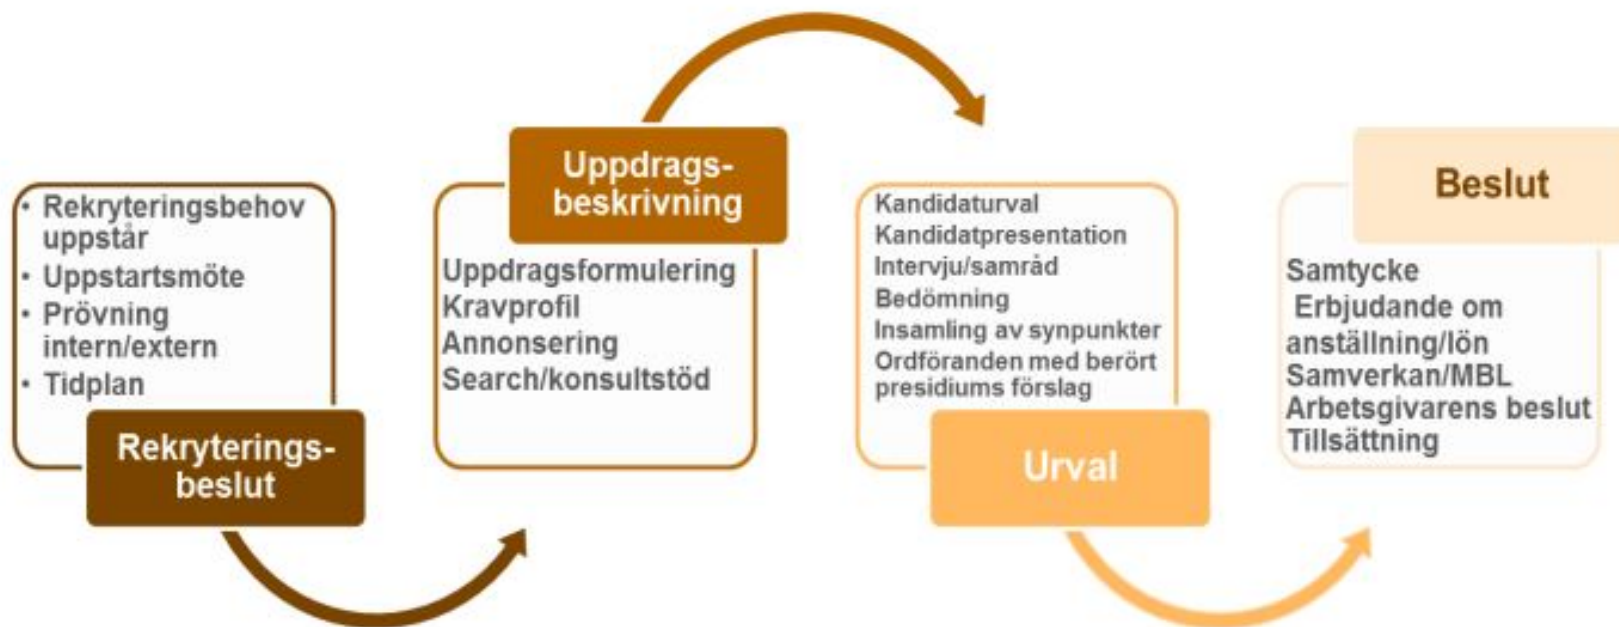 • Rekryteringsbehov
uppstår
• Uppstartsmöte
• Prövning
intern/extern
• Tidplan
Rekryterings-
beslut
Uppdrags-
beskrivning
Uppdragsformulering
Kravprofil
Annonsering
Search/konsultstöd
Kandidaturval
Kandidatpresentation
Intervju/samråd
Bedömning
Insamling av synpunkter
Ordföranden med berört
presidiums förslag
Urval
Beslut
Samtycke
Erbjudande om
anställning/lön
Samverkan/MBL
Arbetsgivarens beslut
Tillsättning